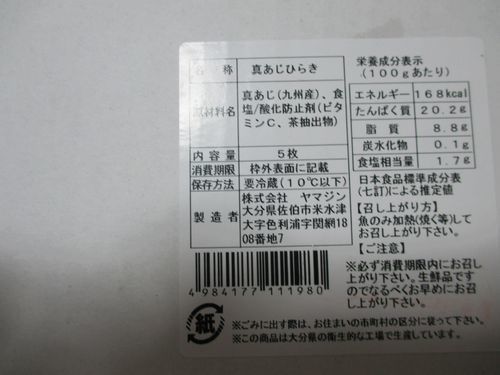 名 称 真あじひらき
原材料名 真あじ(九州産)、食
塩/酸化防止剤(ビタ
ミンC、茶抽出物)
内容量 5枚
消費期限 枠外表面に記載
保存方法 要冷蔵(10℃以下)
製造者 株式会社 ヤマジン
大分県佐伯市米水津
大字色利浦字関網18
08番地7
4984177111980
紙
栄養成分表示
(100gあたり)
エネルギー 168kcal
たんぱく質 20.2g
脂質 8.8g
炭水化物 0.1g
食塩相当量 1.7g
日本食品標準成分表
(七訂)による推定値
【召し上がり方】
魚のみ加熱(焼く等)して
お召し上がり下さい。
【ご注意】
※必ず消費期限内にお召し
上がり下さい。生鮮品です
のでなるべくお早めにお召し
上がり下さい。
※ごみに出す際は、お住まいの市町村の区分に従って下さい。
※この商品は大分県の衛生的な工場で生産しています。